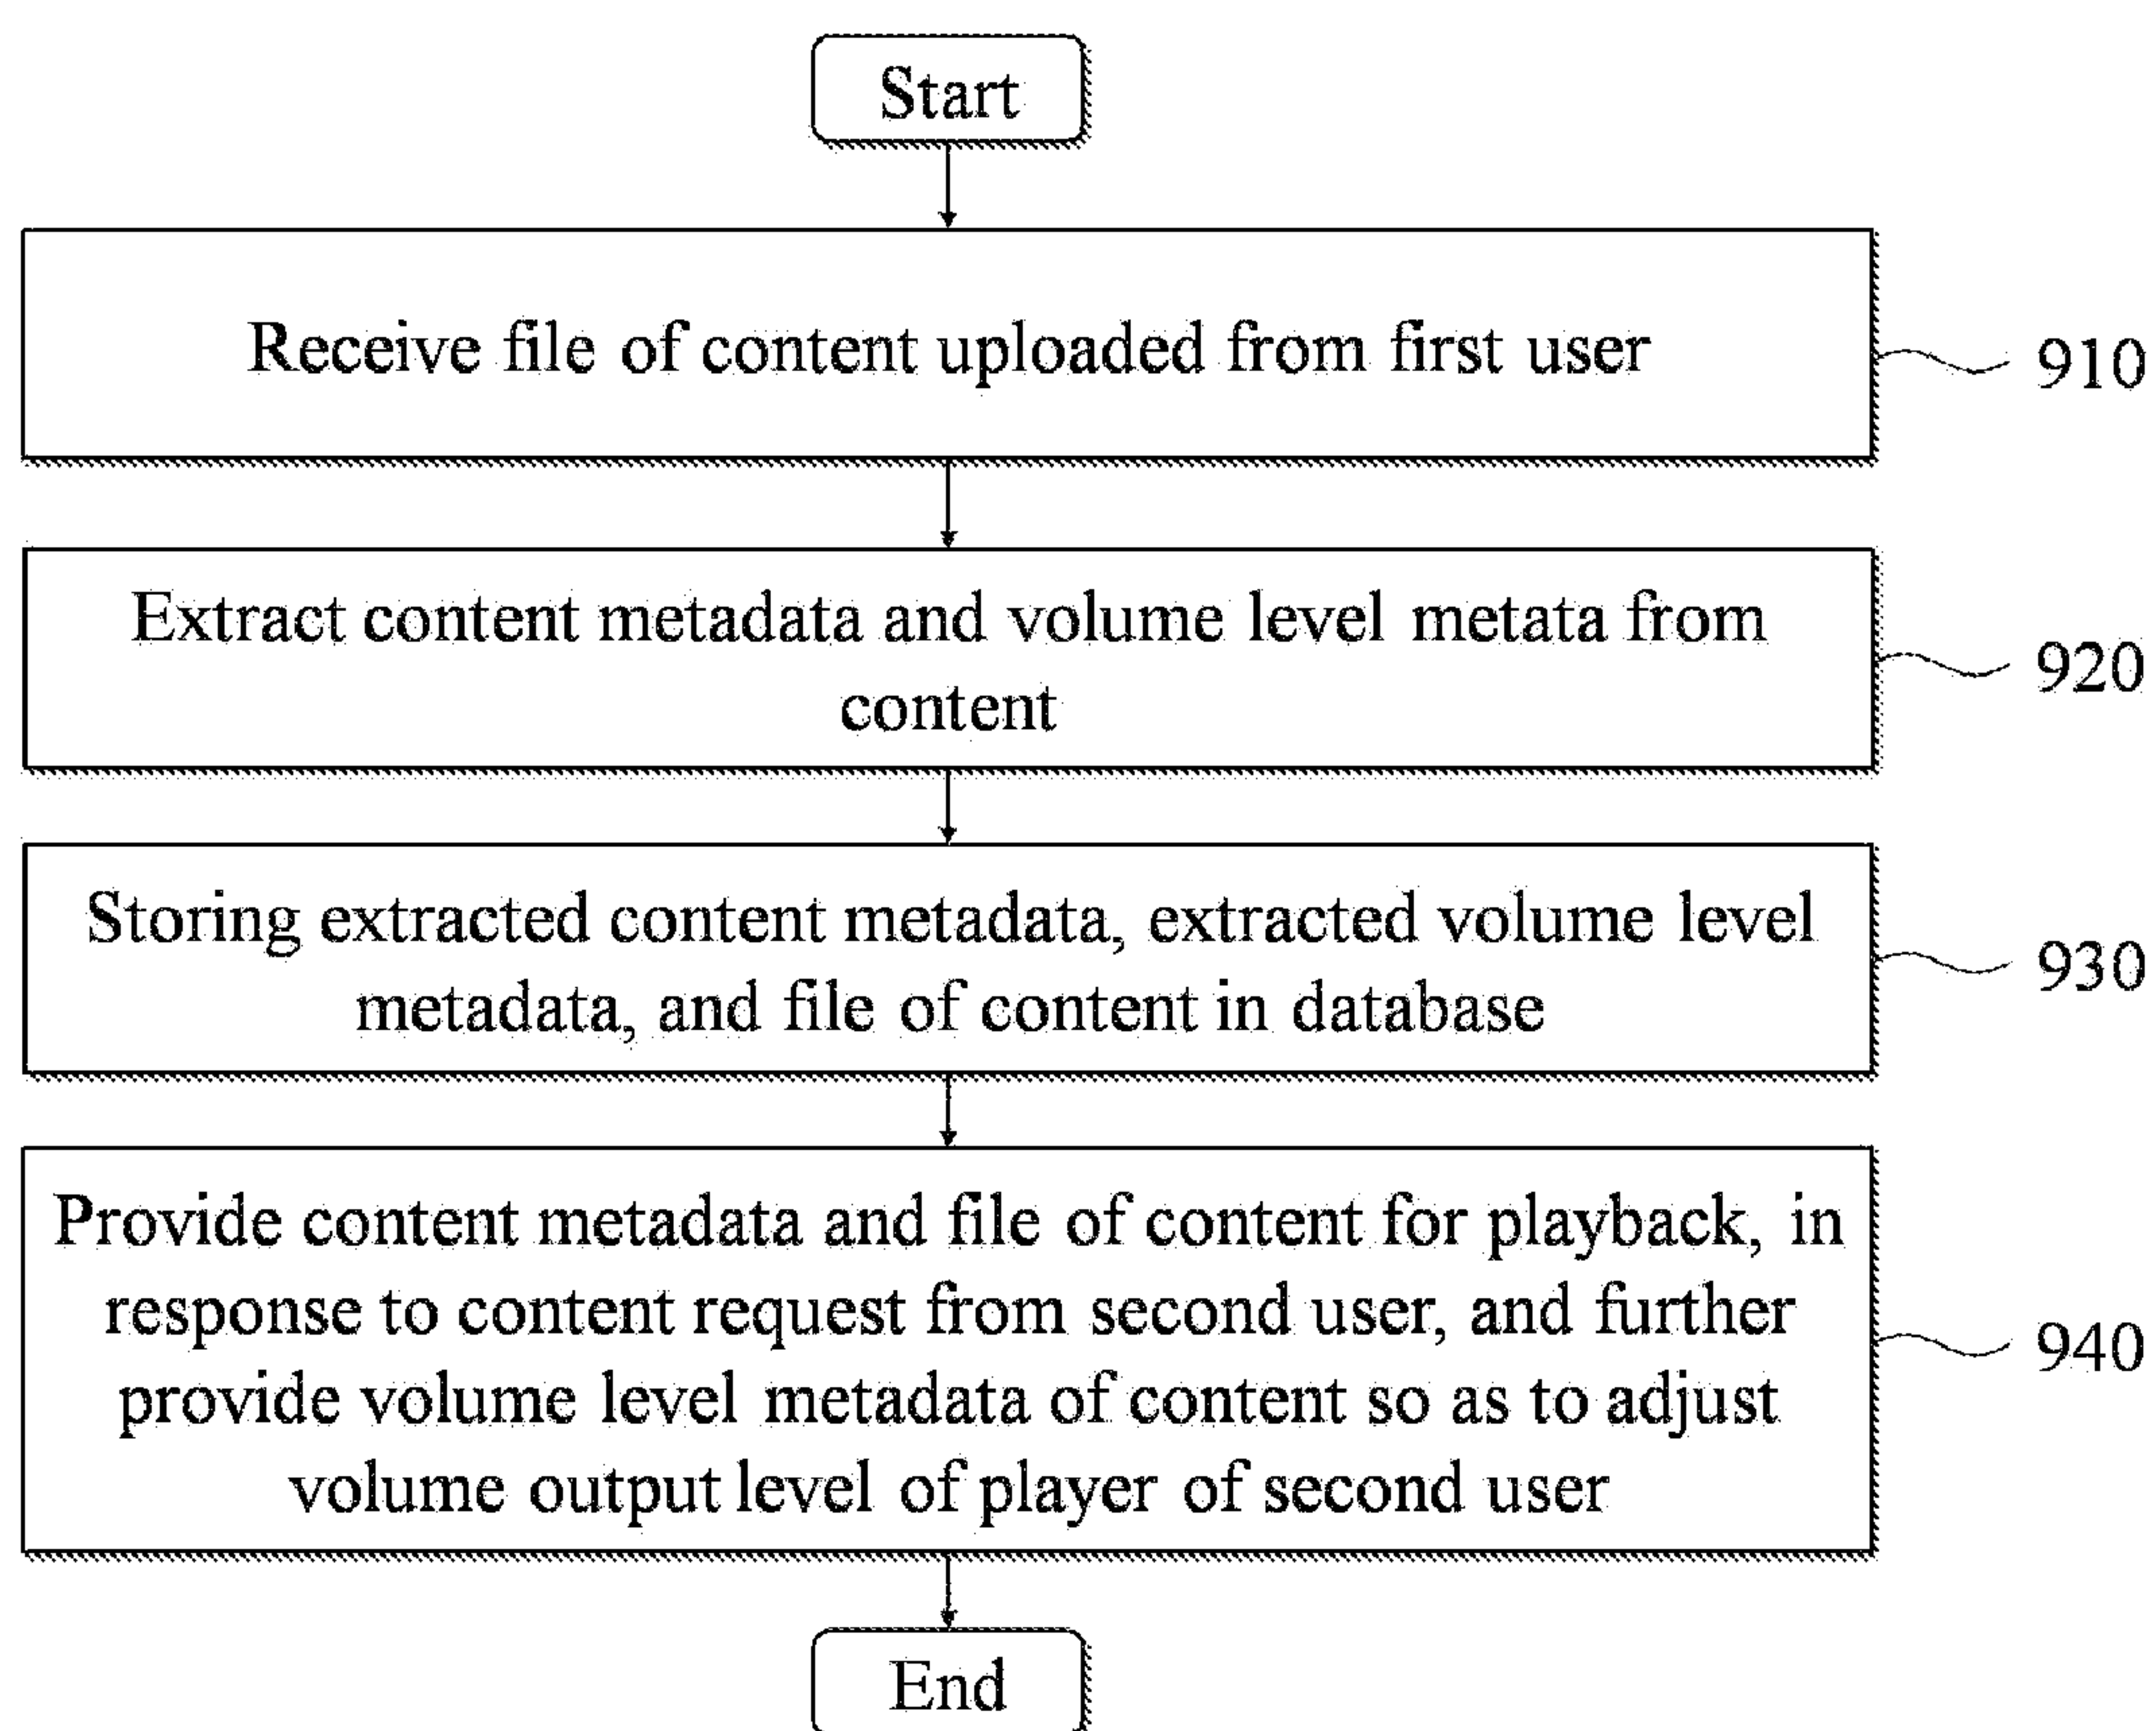 Start
Receive file of content uploaded from first user
910
Extract content metadata and volume level metata from
content
920
Storing extracted content metadata, extracted volume level
metadata, and file of content in database
930
Provide content metadata and file of content for playback, in
response to content request from second user, and further
provide volume level metadata of content so as to adjust
volume output level of player of second user
940
End